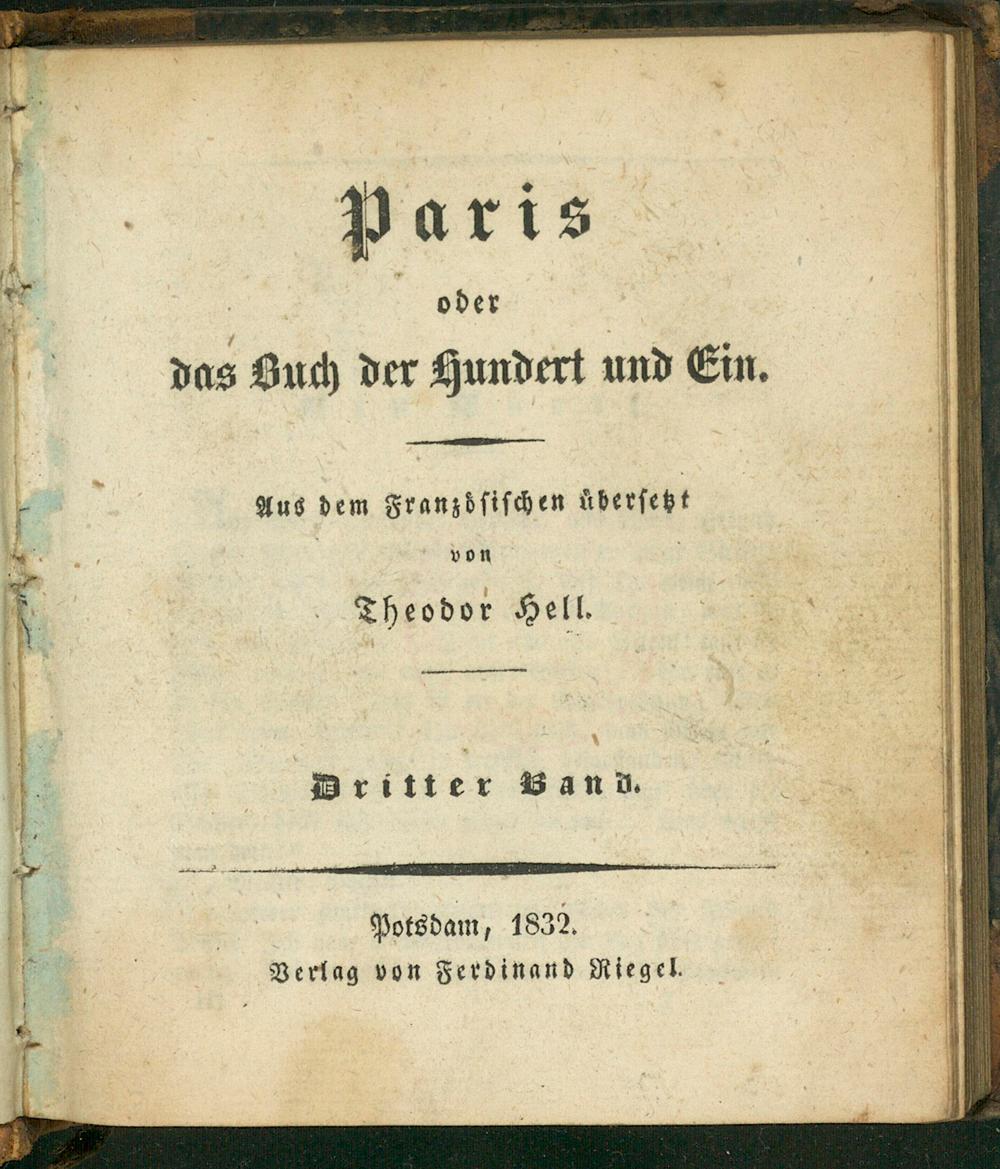 Paris
oder
das Buch der Hundert und Ein.
Aus dem Französischen übersetzt
von
Theodor Hell.
Dritter Band.
Potsdam, 1832.
Verlag von Ferdinand Riegel.